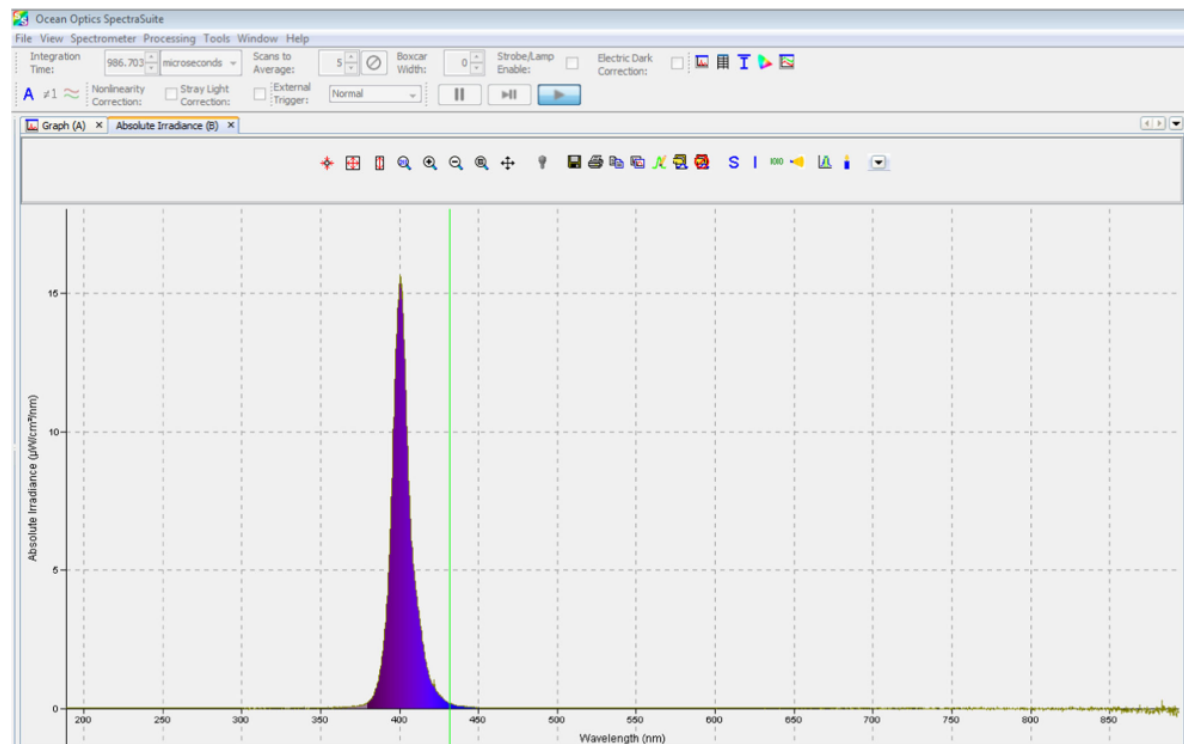 Ocean Optics SpectraSuite
File View Spectrometer Processing Tools Window Help
Integration Time: 986.703 microseconds Scans to Average: 5 Boxcar Width: 0 Strobe/Lamp Enable: Electric Dark Correction:
A ≠1 Nonlinearity Correction: Stray Light Correction: External Trigger: Normal
Graph (A) × Absolute Irradiance (B) ×
S I
15
10
5
0
Absolute Irradiance (µW/cm²/nm)
200 250 300 350 400 450 500 550 600 650 700 750 800 850
Wavelength (nm)